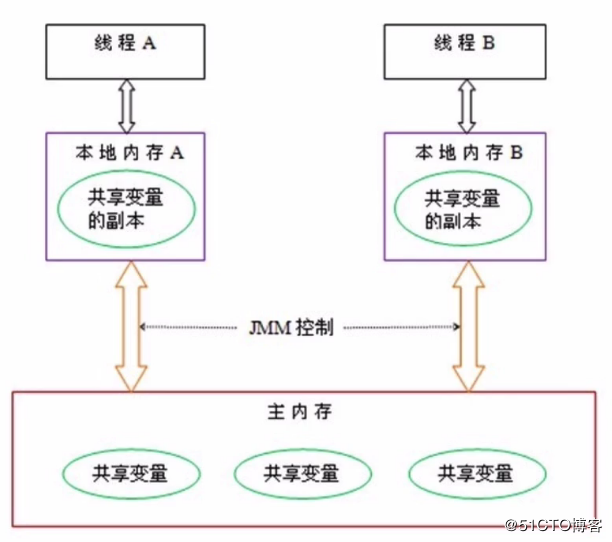 线程 A
线程 B
本地内存 A
本地内存 B
共享变量
的副本
共享变量
的副本
JMM 控制
主内存
共享变量
共享变量
共享变量
@51CTO博客